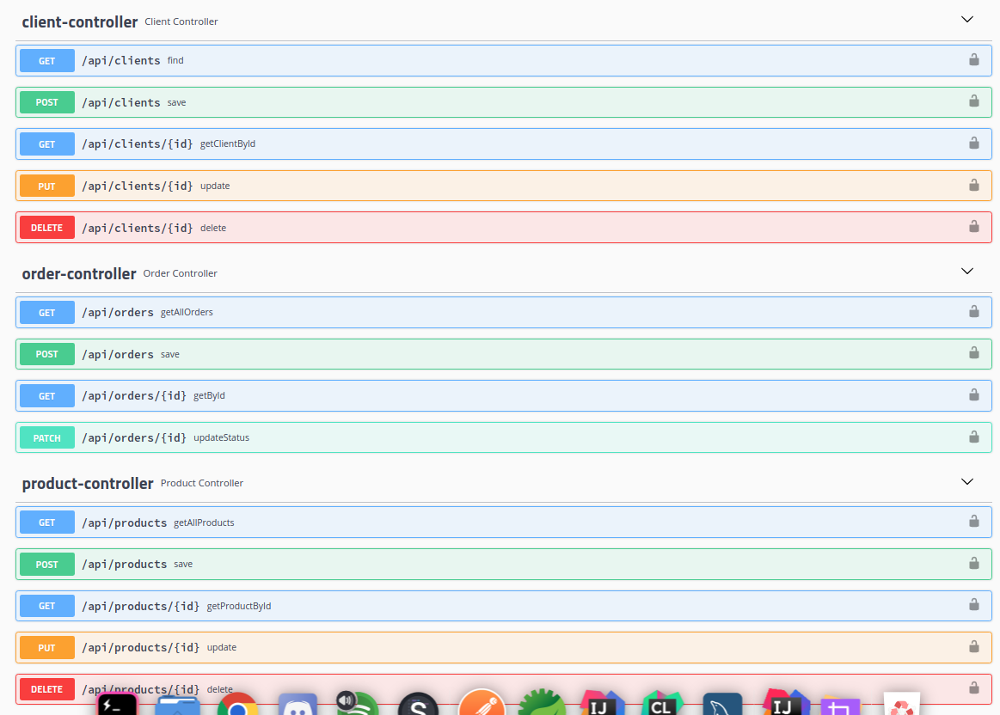 client-controller Client Controller
GET /api/clients find
POST /api/clients save
GET /api/clients/{id} getClientById
PUT /api/clients/{id} update
DELETE /api/clients/{id} delete
order-controller Order Controller
GET /api/orders getAllOrders
POST /api/orders save
GET /api/orders/{id} getById
PATCH /api/orders/{id} updateStatus
product-controller Product Controller
GET /api/products getAllProducts
POST /api/products save
GET /api/products/{id} getProductById
PUT /api/products/{id} update
DELETE /api/products/{id} delete
S IJ CL IJ